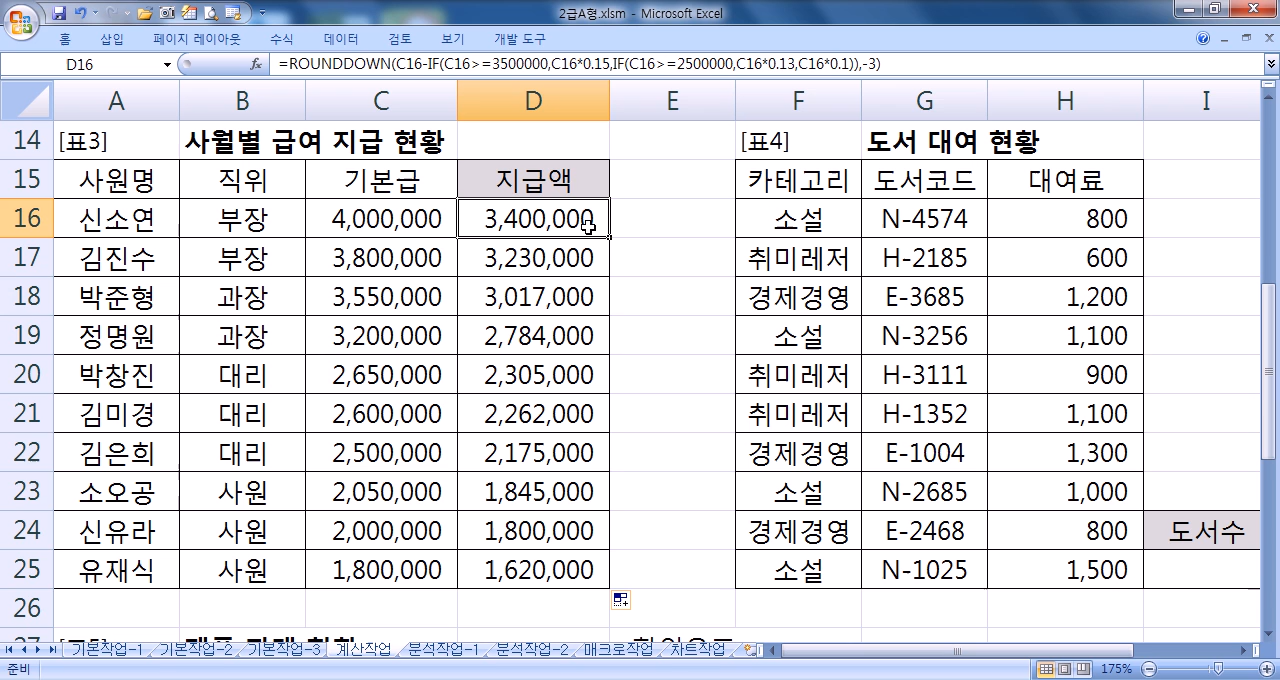 2급A형.xlsm - Microsoft Excel
홈 삽입 페이지 레이아웃 수식 데이터 검토 보기 개발 도구
D16 fx =ROUNDDOWN(C16-IF(C16>=3500000,C16*0.15,IF(C16>=2500000,C16*0.13,C16*0.1)),-3)
A B C D E F G H I
14 [표3] 사월별 급여 지급 현황 [표4] 도서 대여 현황
15 사원명 직위 기본급 지급액 카테고리 도서코드 대여료
16 신소연 부장 4,000,000 3,400,000 소설 N-4574 800
17 김진수 부장 3,800,000 3,230,000 취미레저 H-2185 600
18 박준형 과장 3,550,000 3,017,000 경제경영 E-3685 1,200
19 정명원 과장 3,200,000 2,784,000 소설 N-3256 1,100
20 박창진 대리 2,650,000 2,305,000 취미레저 H-3111 900
21 김미경 대리 2,600,000 2,262,000 취미레저 H-1352 1,100
22 김은희 대리 2,500,000 2,175,000 경제경영 E-1004 1,300
23 소오공 사원 2,050,000 1,845,000 소설 N-2685 1,000
24 신유라 사원 2,000,000 1,800,000 경제경영 E-2468 800 도서수
25 유재식 사원 1,800,000 1,620,000 소설 N-1025 1,500
26
기본작업-1 기본작업-2 기본작업-3 계산작업 분석작업-1 분석작업-2 매크로작업 차트작업
준비 175%